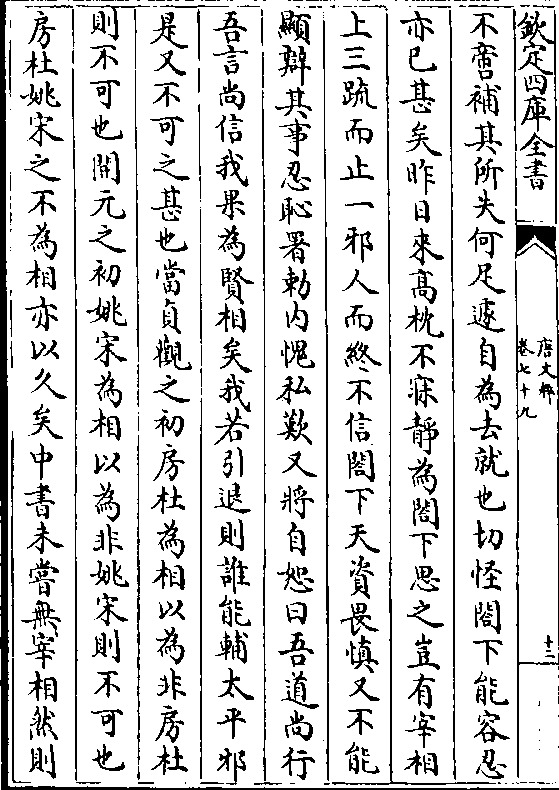 欽定四庫全書
唐文粹
卷七十九
十三
不啻補其所失何足遽自為去就也切怪閤下能容忍
亦已甚矣昨日來髙枕不寐靜為閤下思之豈有宰相
上三䟽而止一邪人而終不信閤下天資畏慎又不能
顯辯其事忍恥署勅内愧私歎又將自恕曰吾道尚行
吾言尚信我果為賢相矣我若引退則誰能輔太平邪
是又不可之甚也當貞觀之初房杜為相以為非房杜
則不可也開元之初姚宋為相以為非姚宋則不可也
房杜姚宋之不為相亦以久矣中書未嘗無宰相然則